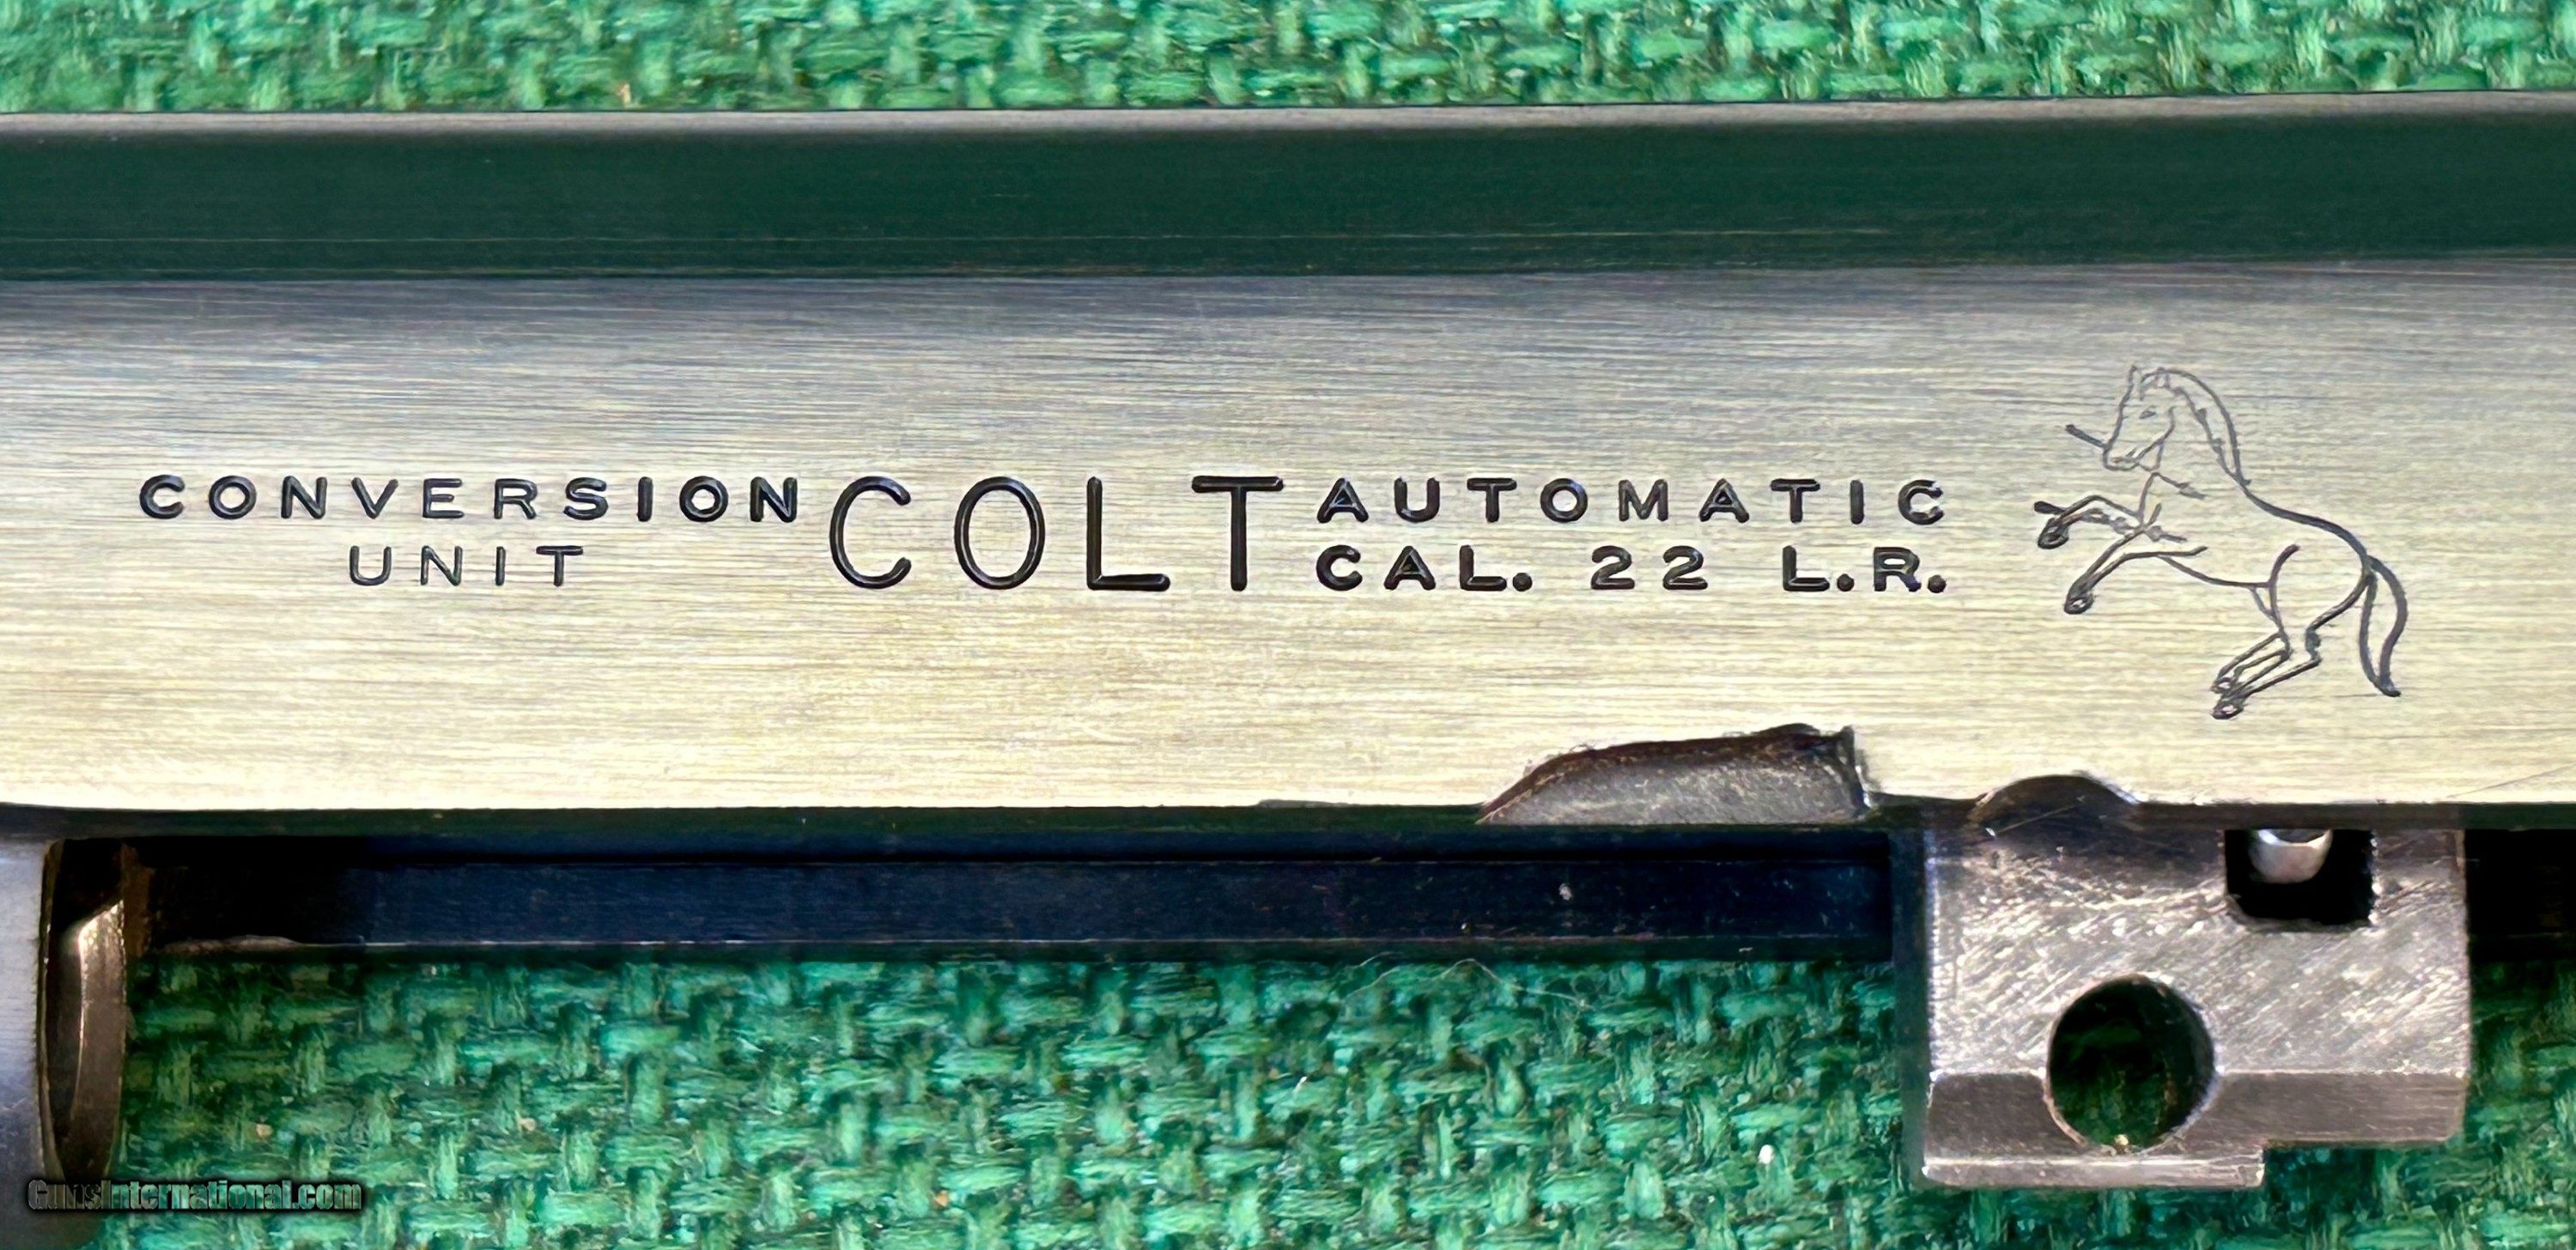 CONVERSION
UNIT
COLT
AUTOMATIC
CAL. 22 L.R.
GunsInternational.com